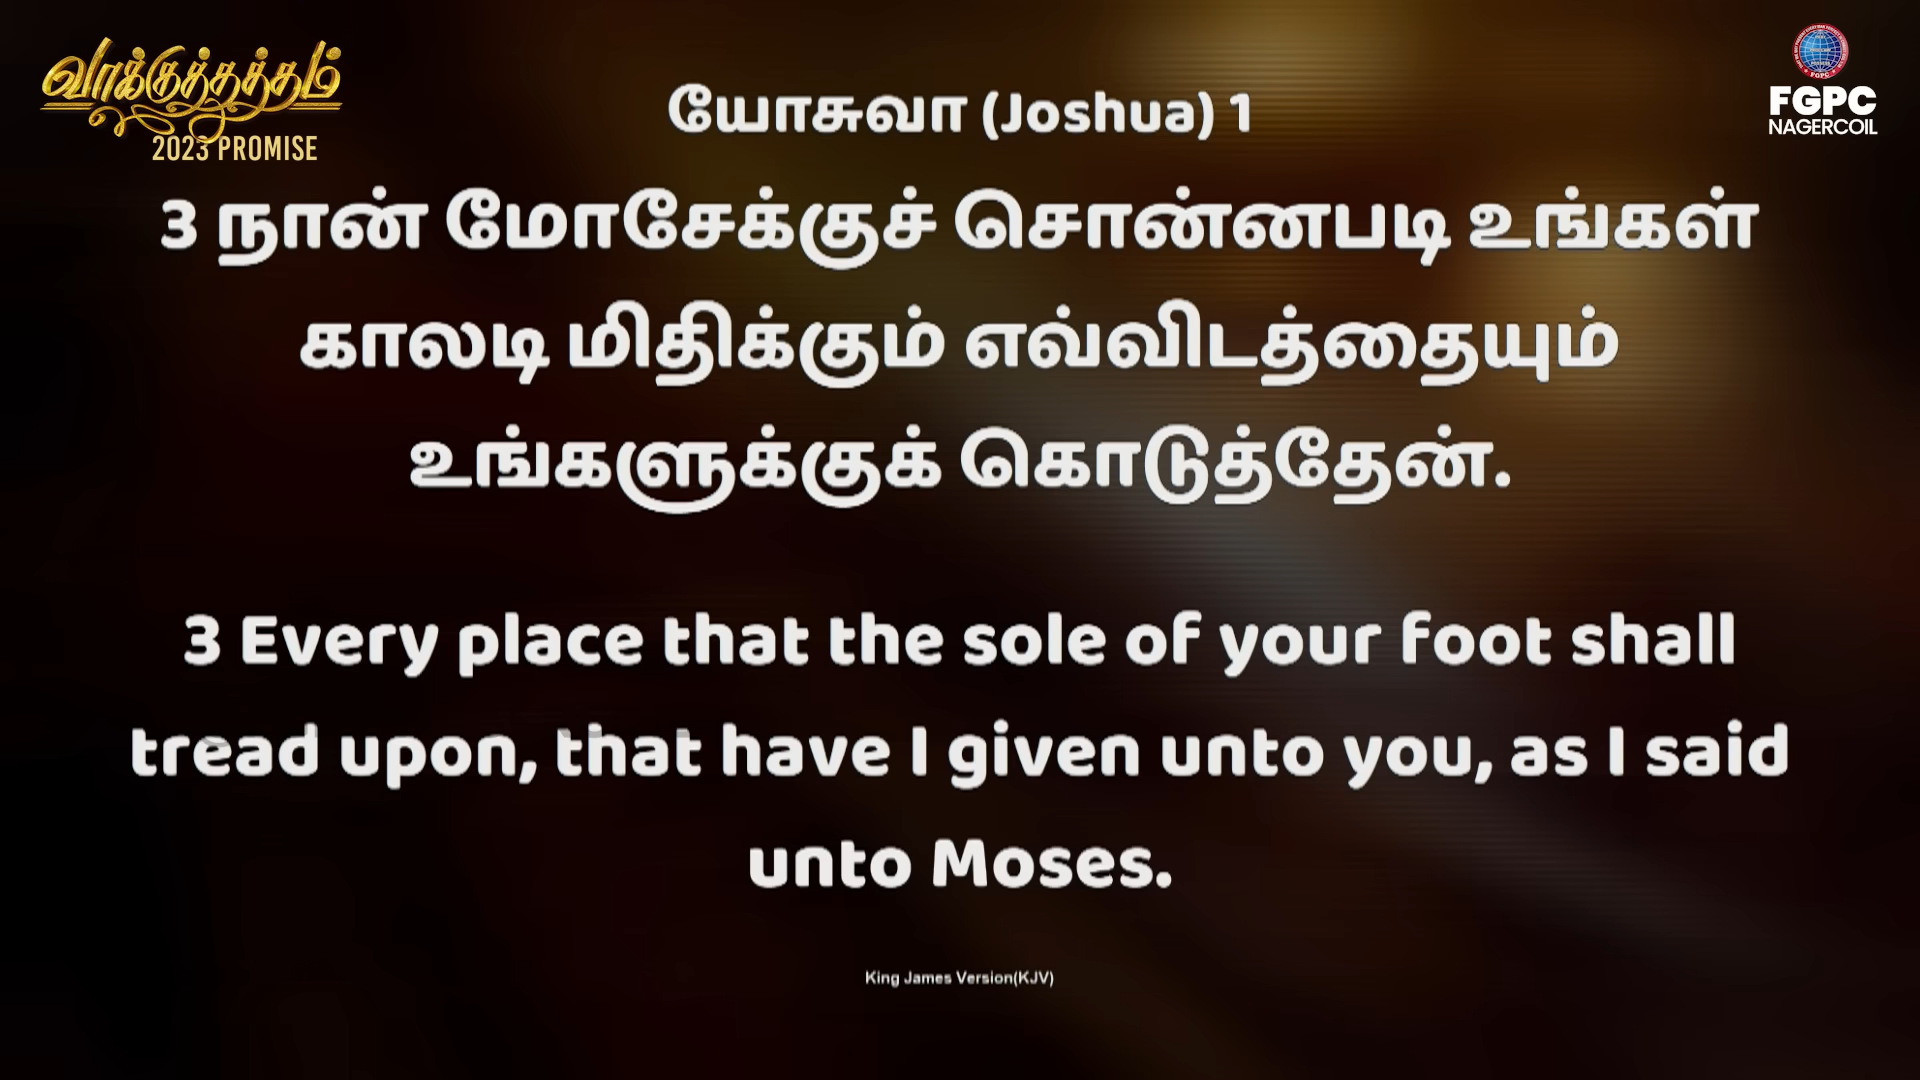 வாக்குத்தத்தம்
2023 PROMISE
FGPC
FGPC
NAGERCOIL
யோசுவா (Joshua) 1
3 நான் மோசேக்குச் சொன்னபடி உங்கள்
காலடி மிதிக்கும் எவ்விடத்தையும்
உங்களுக்குக் கொடுத்தேன்.
3 Every place that the sole of your foot shall
tread upon, that have I given unto you, as I said
unto Moses.
King James Version(KJV)